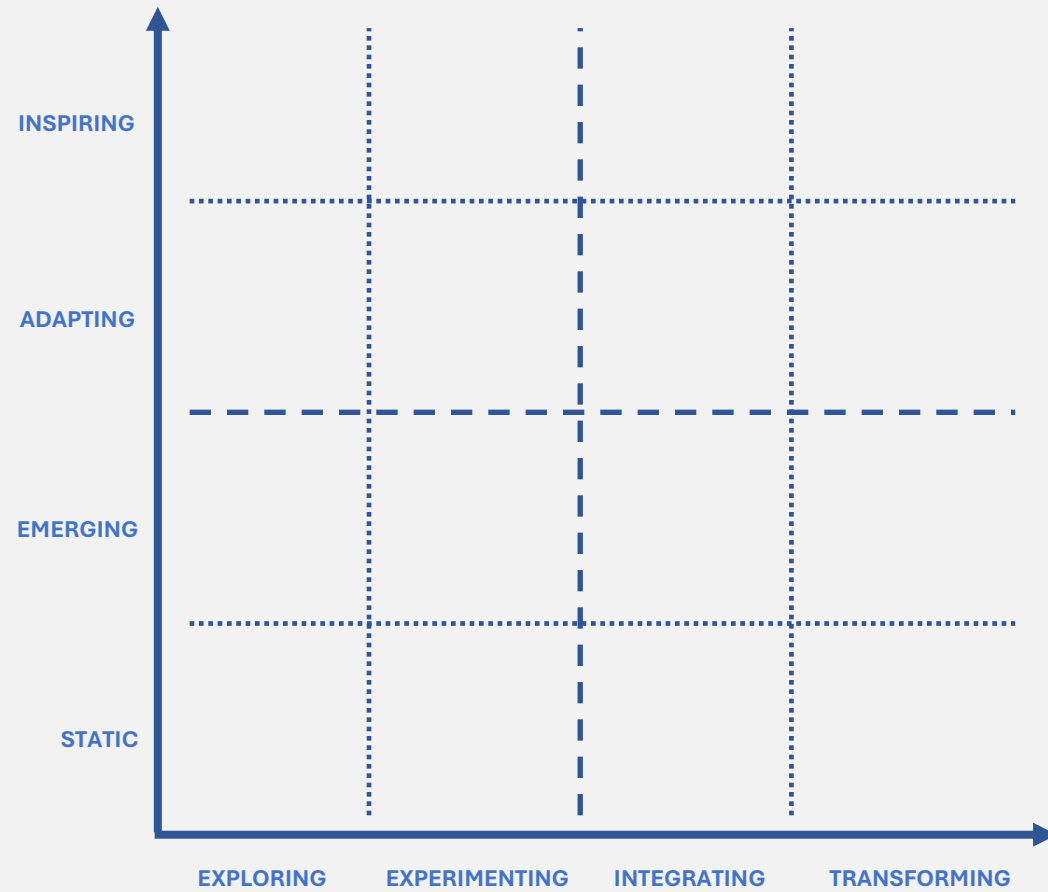 INSPIRING
ADAPTING
EMERGING
STATIC
EXPLORING EXPERIMENTING INTEGRATING TRANSFORMING